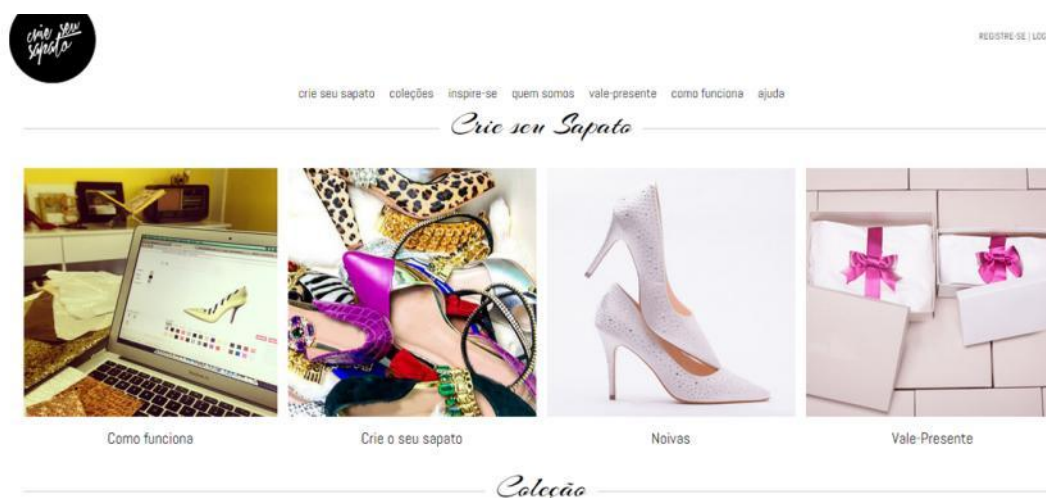 crie seu
sapato
REGISTRE-SE |
crie seu sapato coleções inspire-se quem somos vale-presente como funciona ajuda
Crie seu Sapato
Como funciona
Crie o seu sapato
Noivas
Vale-Presente
Coleção